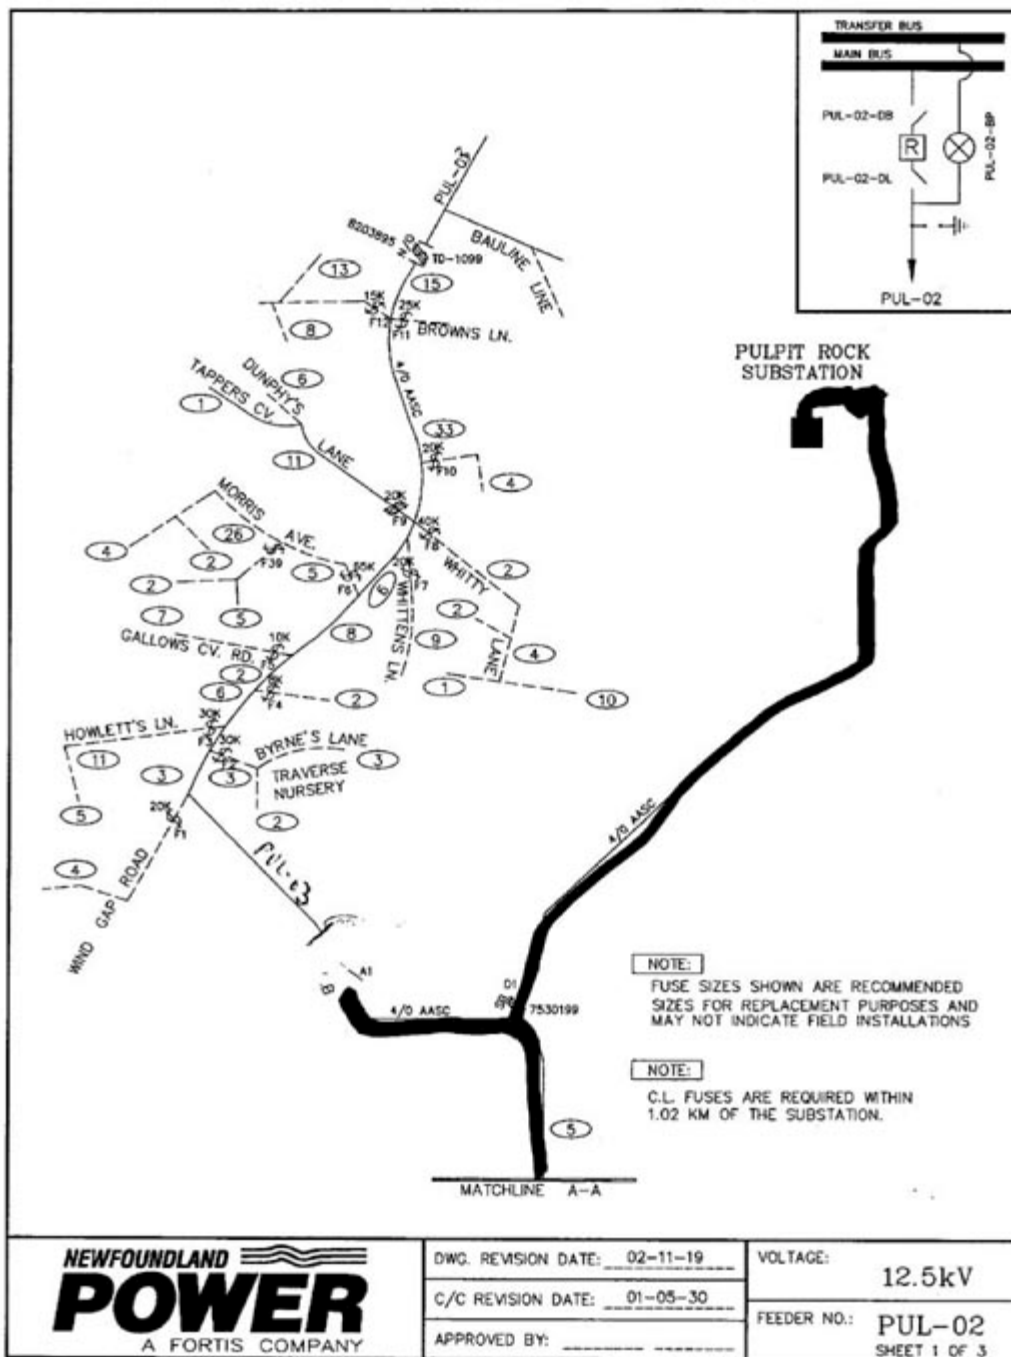 TRANSFER BUS
MAIN BUS
PUL-02-DB
R
PUL-02-BP
PUL-02-DL
PUL-02
PUL-03
BAULINE LINE
8203895
TD-1099
15
13
15K
25K
F12
F11
BROWNS LN.
8
4/0 AASC
DUNPHY'S
6
TAPPERS CV.
1
LANE
11
33
20K
F10
4
20K
F9
40K
F8
MORRIS AVE.
26
4
2
F39
5
65K
F6
2
5
6
20K
F7
WHITTY LANE
2
2
WHITTENS LN.
9
4
1
10
7
GALLOWS CV. RD.
10K
8
2
6
F4
2
HOWLETT'S LN.
30K
F3
30K
F2
11
3
3
BYRNE'S LANE
3
TRAVERSE
NURSERY
2
5
20K
F1
4
WIND GAP ROAD
PUL-03
A1
4/0 AASC
D1
7530199
4/0 AASC
PULPIT ROCK
SUBSTATION
5
MATCHLINE A-A
NOTE:
FUSE SIZES SHOWN ARE RECOMMENDED
SIZES FOR REPLACEMENT PURPOSES AND
MAY NOT INDICATE FIELD INSTALLATIONS
NOTE:
C.L. FUSES ARE REQUIRED WITHIN
1.02 KM OF THE SUBSTATION.
NEWFOUNDLAND
POWER
A FORTIS COMPANY
DWG. REVISION DATE: 02-11-19
C/C REVISION DATE: 01-05-30
APPROVED BY:
VOLTAGE:
12.5kV
FEEDER NO.:
PUL-02
SHEET 1 OF 3